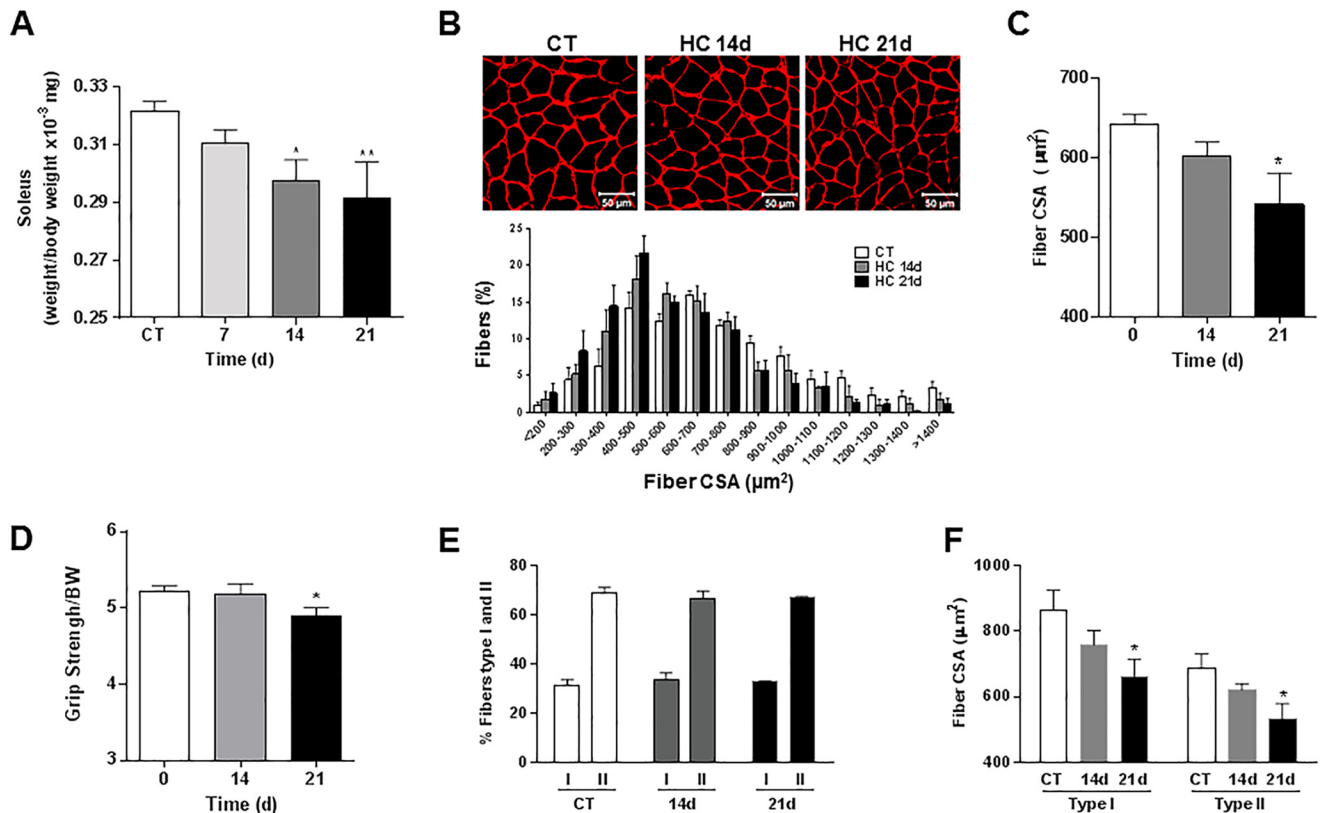 A
Soleus
(weight/body weight x10-3 mg)
0.33
0.31
0.29
0.27
0.25
*
**
CT 7 14 21
Time (d)
B
CT HC 14d HC 21d
50 µm 50 µm 50 µm
Fibers (%)
25
20
15
10
5
0
CT
HC 14d
HC 21d
<200 200-300 300-400 400-500 500-600 600-700 700-800 800-900 900-1000 1000-1100 1100-1200 1200-1300 1300-1400 >1400
Fiber CSA (µm2)
C
Fiber CSA (µm2)
700
600
500
400
*
0 14 21
Time (d)
D
Grip Strengh/BW
6
5
4
3
*
0 14 21
Time (d)
E
% Fibers type I and II
80
60
40
20
0
I II I II I II
CT 14d 21d
F
Fiber CSA (µm2)
1000
800
600
400
*
*
CT 14d 21d CT 14d 21d
Type I Type II